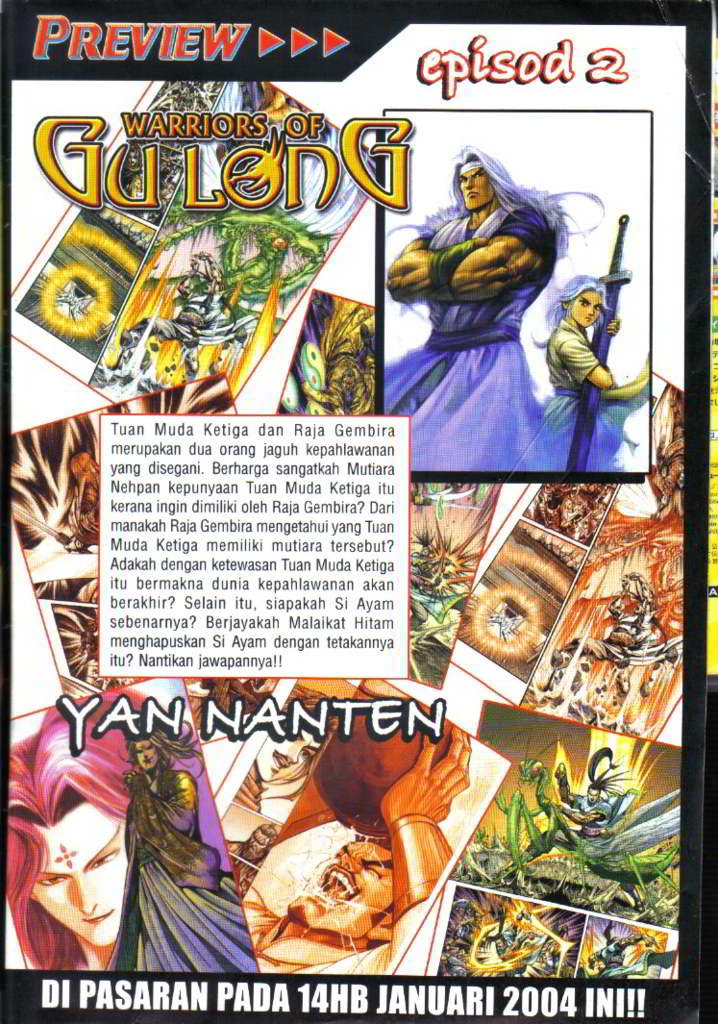 PREVIEW
episod 2
WARRIORS OF
GU LONG
Tuan Muda Ketiga dan Raja Gembira
merupakan dua orang jaguh kepahlawanan
yang disegani. Berharga sangatkah Mutiara
Nehpan kepunyaan Tuan Muda Ketiga itu
kerana ingin dimiliki oleh Raja Gembira? Dari
manakah Raja Gembira mengetahui yang Tuan
Muda Ketiga memiliki mutiara tersebut?
Adakah dengan ketewasan Tuan Muda Ketiga
itu bermakna dunia kepahlawanan akan
berakhir? Selain itu, siapakah Si Ayam
sebenarnya? Berjayakah Malaikat Hitam
menghapuskan Si Ayam dengan tetakannya
itu? Nantikan jawapannya!!
YAN NANTEN
DI PASARAN PADA 14HB JANUARI 2004 INI!!